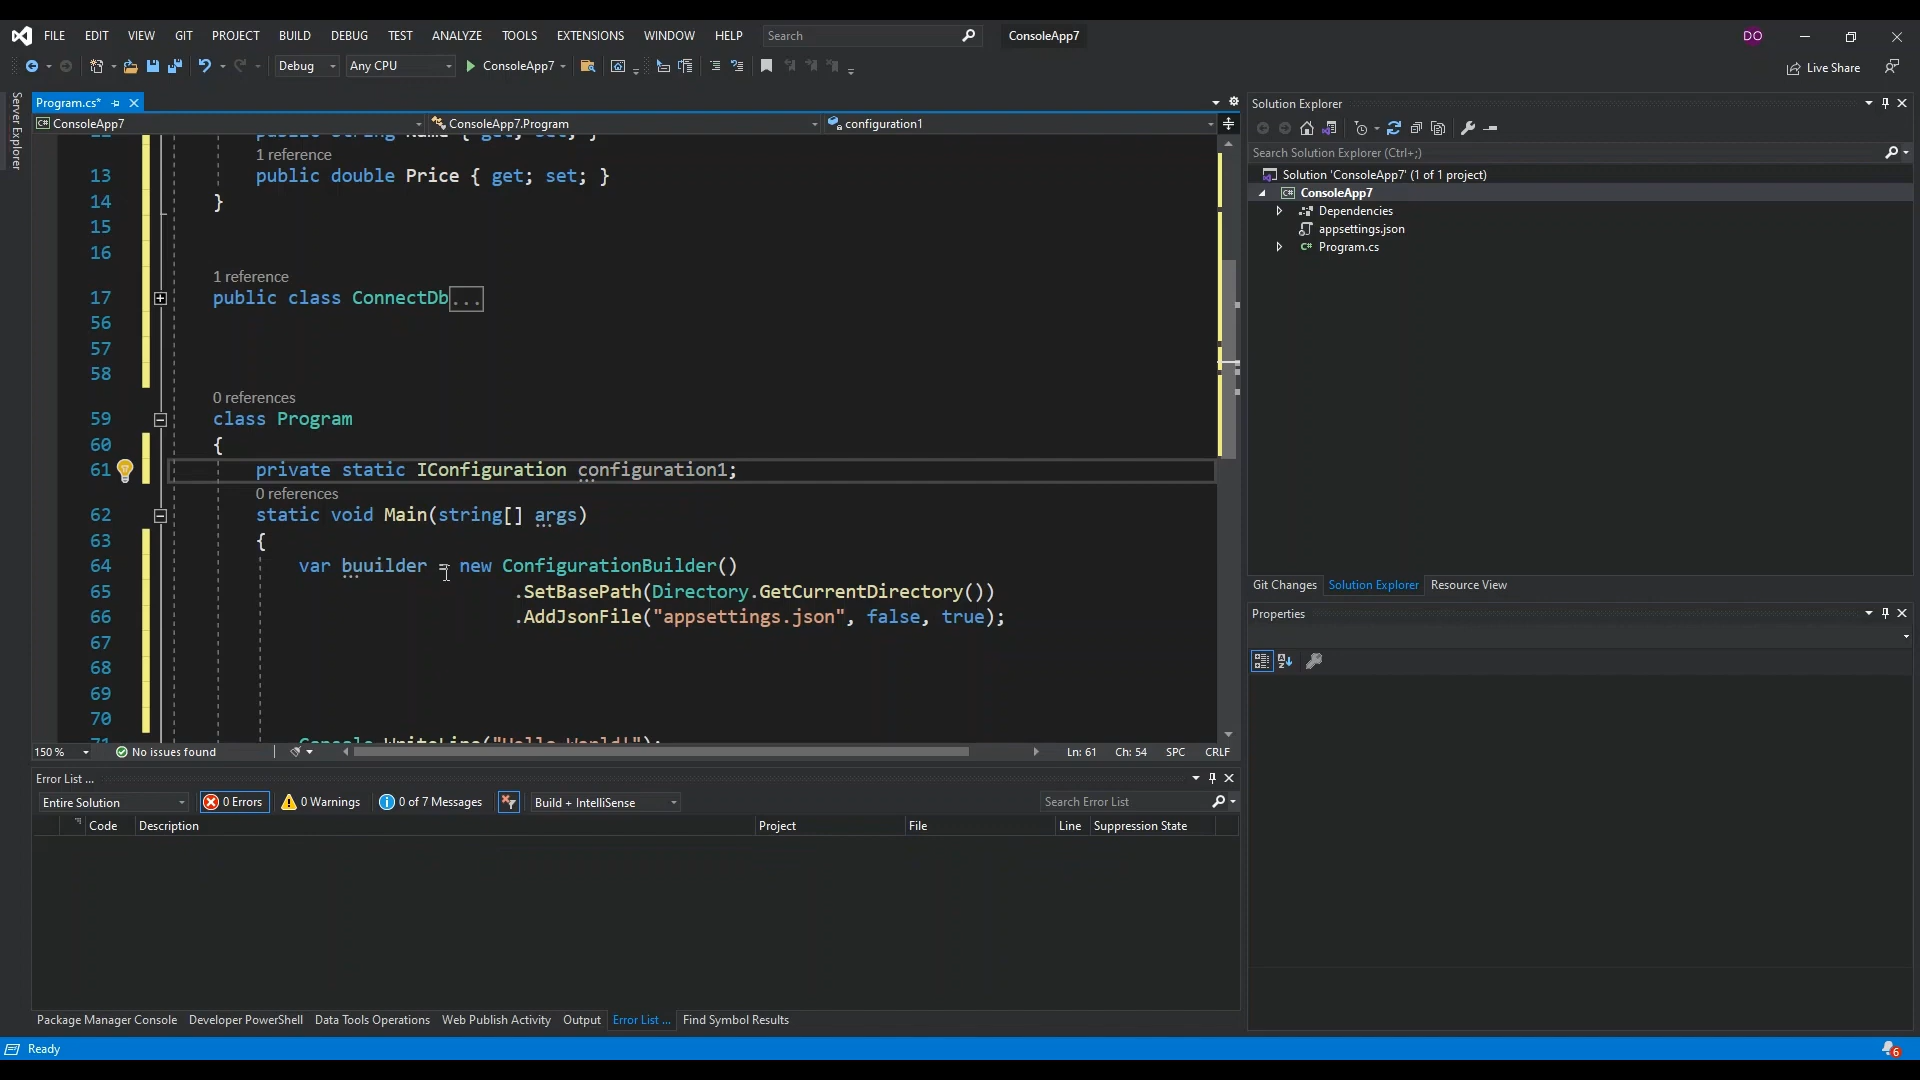 FILE EDIT VIEW GIT PROJECT BUILD DEBUG TEST ANALYZE TOOLS EXTENSIONS WINDOW HELP Search ConsoleApp7 DO
Debug Any CPU ConsoleApp7 Live Share
Server Explorer
Program.cs*
ConsoleApp7 ConsoleApp7.Program configuration1
1 reference
13 public double Price { get; set; }
14 }
15
16
1 reference
17 public class ConnectDb...
56
57
58
0 references
59 class Program
60 {
61 private static IConfiguration configuration1;
0 references
62 static void Main(string[] args)
63 {
64 var buuilder = new ConfigurationBuilder()
65 .SetBasePath(Directory.GetCurrentDirectory())
66 .AddJsonFile("appsettings.json", false, true);
67
68
69
70
71 Console.WriteLine("Hello World!");
150 % No issues found Ln: 61 Ch: 54 SPC CRLF
Error List ...
Entire Solution 0 Errors 0 Warnings 0 of 7 Messages Build + IntelliSense Search Error List
Code Description Project File Line Suppression State
Package Manager Console Developer PowerShell Data Tools Operations Web Publish Activity Output Error List ... Find Symbol Results
Ready 6
Solution Explorer
Search Solution Explorer (Ctrl+;)
Solution 'ConsoleApp7' (1 of 1 project)
ConsoleApp7
Dependencies
appsettings.json
Program.cs
Git Changes Solution Explorer Resource View
Properties